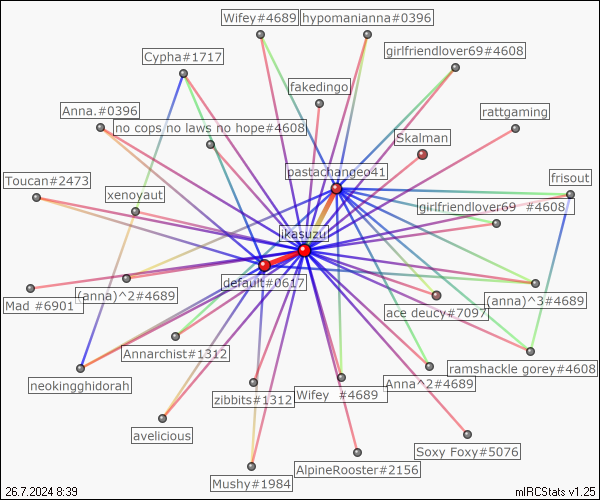 Wifey#4689
hypomanianna#0396
girlfriendlover69#4608
Cypha#1717
fakedingo
Anna.#0396
rattgaming
no cops no laws no hope#4608
Skalman
pastachangeo41
Toucan#2473
frisout
xenoyaut
girlfriendlover69 #4608
ikasuzu
default#0617
(anna)^2#4689
(anna)^3#4689
Mad #6901
ace deucy#7097
Annarchist#1312
ramshackle gorey#4608
neokingghidorah
Anna^2#4689
zibbits#1312
Wifey #4689
avelicious
Soxy Foxy#5076
AlpineRooster#2156
Mushy#1984
26.7.2024 8:39
mIRCStats v1.25